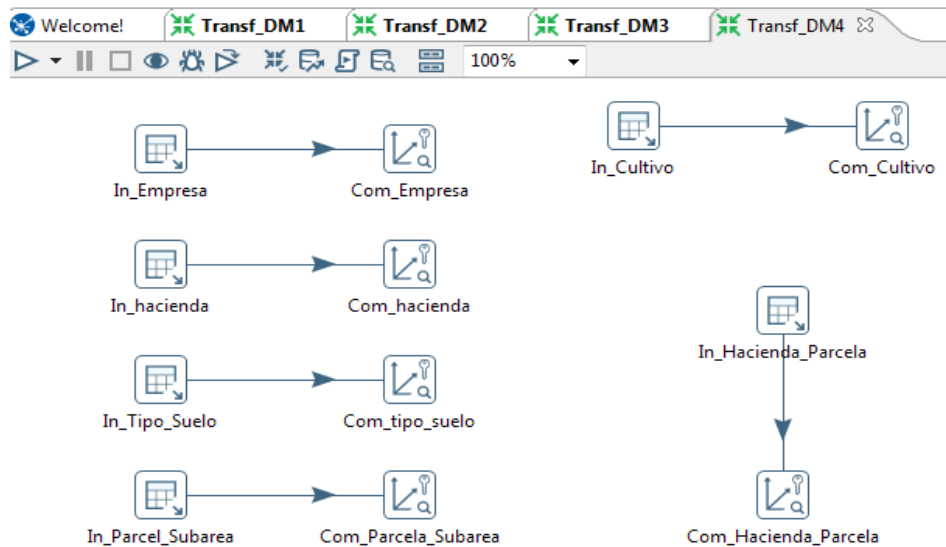 Welcome!
Transf_DM1
Transf_DM2
Transf_DM3
Transf_DM4
100%
In_Empresa
Com_Empresa
In_Cultivo
Com_Cultivo
In_hacienda
Com_hacienda
In_Hacienda_Parcela
In_Tipo_Suelo
Com_tipo_suelo
In_Parcel_Subarea
Com_Parcela_Subarea
Com_Hacienda_Parcela